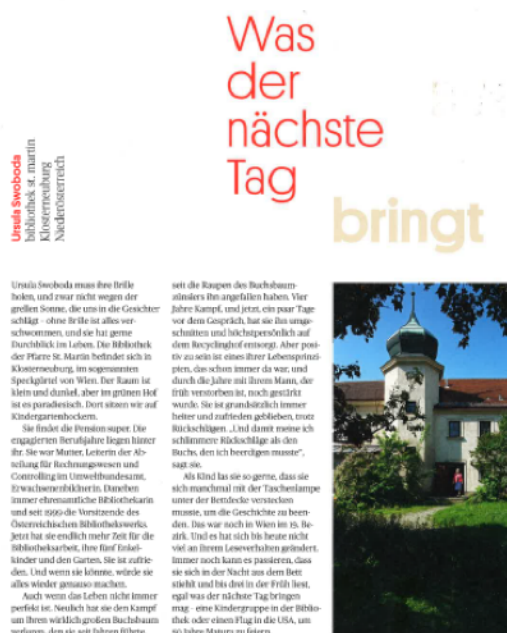 Was
der
nächste
Tag
bringt
Ursula Swoboda
bibliothek st. martin
Klosterneuburg
Niederösterreich
Ursula Swoboda muss ihre Brille
holen, und zwar nicht wegen der
grellen Sonne, die uns in die Gesichter
schlägt – ohne Brille ist alles ver-
schwommen, und sie hat gerne
Durchblick im Leben. Die Bibliothek
der Pfarre St. Martin befindet sich in
Klosterneuburg, im sogenannten
Speckgürtel von Wien. Der Raum ist
klein und dunkel, aber im grünen Hof
ist es paradiesisch. Dort sitzen wir auf
Kindergartenhockern.
Sie findet die Pension super. Die
engagierten Berufsjahre liegen hinter
ihr. Sie war Mutter, Leiterin der Ab-
teilung für Rechnungswesen und
Controlling im Umweltbundesamt,
Erwachsenenbildnerin. Daneben
immer ehrenamtliche Bibliothekarin
und seit 1999 die Vorsitzende des
Österreichischen Bibliothekswerks.
Jetzt hat sie endlich mehr Zeit für die
Bibliotheksarbeit, ihre fünf Enkel-
kinder und den Garten. Sie ist zufrie-
den. Und wenn sie könnte, würde sie
alles wieder genauso machen.
Auch wenn das Leben nicht immer
perfekt ist. Neulich hat sie den Kampf
um ihren wirklich großen Buchsbaum
verloren, den sie seit Jahren führte,
seit die Raupen des Buchsbaum-
zünslers ihn angefallen haben. Vier
Jahre Kampf, und jetzt, ein paar Tage
vor dem Gespräch, hat sie ihn umge-
schnitten und höchstpersönlich auf
dem Recyclinghof entsorgt. Aber posi-
tiv zu sein ist eines ihrer Lebensprinzi-
pien, das schon immer da war, und
durch die Jahre mit ihrem Mann, der
früh verstorben ist, noch gestärkt
wurde. Sie ist grundsätzlich immer
heiter und zufrieden geblieben, trotz
Rückschlägen. „Und damit meine ich
schlimmere Rückschläge als den
Buchs, den ich beerdigen musste“,
sagt sie.
Als Kind las sie so gerne, dass sie
sich manchmal mit der Taschenlampe
unter der Bettdecke verstecken
musste, um die Geschichte zu been-
den. Das war noch in Wien im 19. Be-
zirk. Und es hat sich bis heute nicht
viel an ihrem Leseverhalten geändert.
Immer noch kann es passieren, dass
sie sich in der Nacht aus dem Bett
stiehlt und bis drei in der Früh liest,
egal was der nächste Tag bringen
mag – eine Kindergruppe in der Biblio-
thek oder einen Flug in die USA, um
50 Jahre Matura zu feiern.